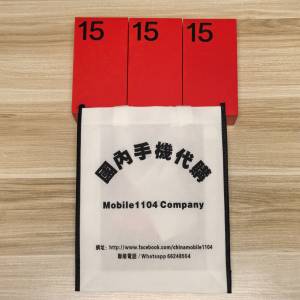 15 15 15
國內手機代購
Mobile1104 Company
網址: http://www.facebook.com/chinamobile1104
聯絡電話 / Whatsapp 66248554